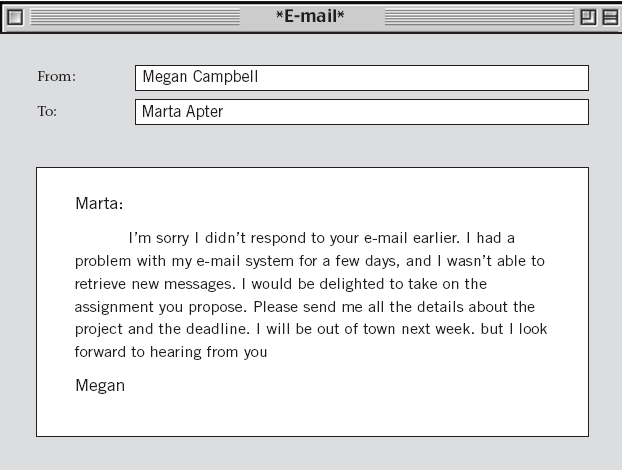 *E-mail*
From:
Megan Campbell
To:
Marta Apter
Marta:
I'm sorry I didn't respond to your e-mail earlier. I had a
problem with my e-mail system for a few days, and I wasn't able to
retrieve new messages. I would be delighted to take on the
assignment you propose. Please send me all the details about the
project and the deadline. I will be out of town next week. but I look
forward to hearing from you
Megan